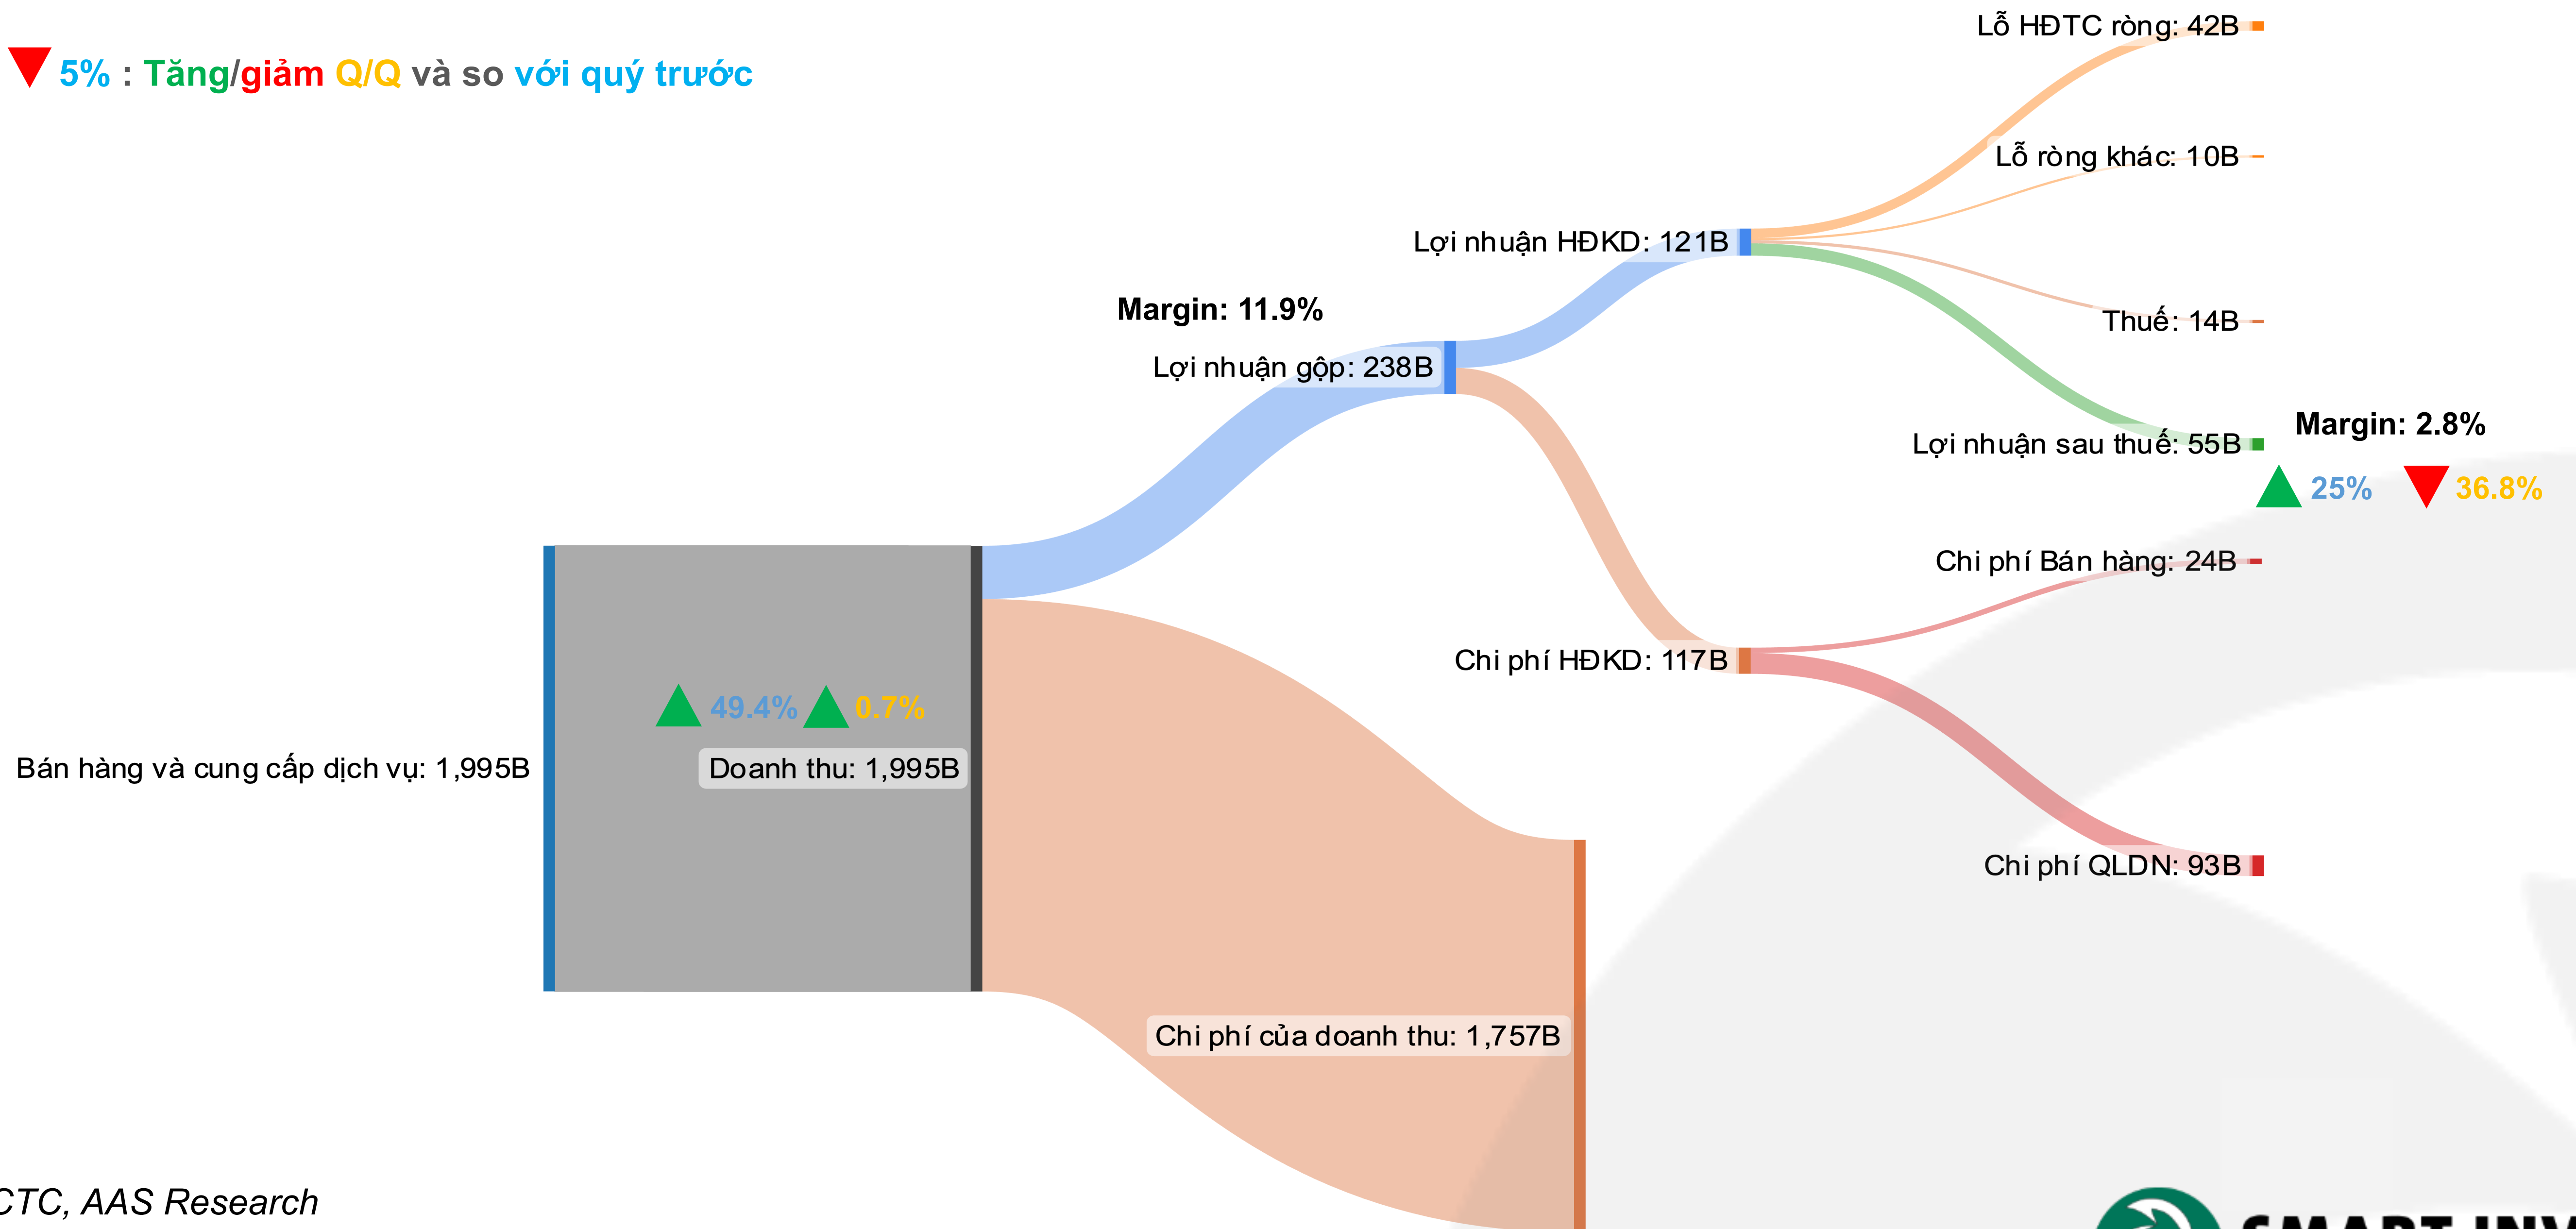 5% : Tăng/giảm Q/Q và so với quý trước
Lỗ HĐTC ròng: 42B
Lỗ ròng khác: 10B
Lợi nhuận HĐKD: 121B
Margin: 11.9%
Thuế: 14B
Lợi nhuận gộp: 238B
Margin: 2.8%
Lợi nhuận sau thuế: 55B
25% 36.8%
Chi phí Bán hàng: 24B
Chi phí HĐKD: 117B
49.4% 0.7%
Bán hàng và cung cấp dịch vụ: 1,995B
Doanh thu: 1,995B
Chi phí QLDN: 93B
Chi phí của doanh thu: 1,757B
CTC, AAS Research
SMART INV